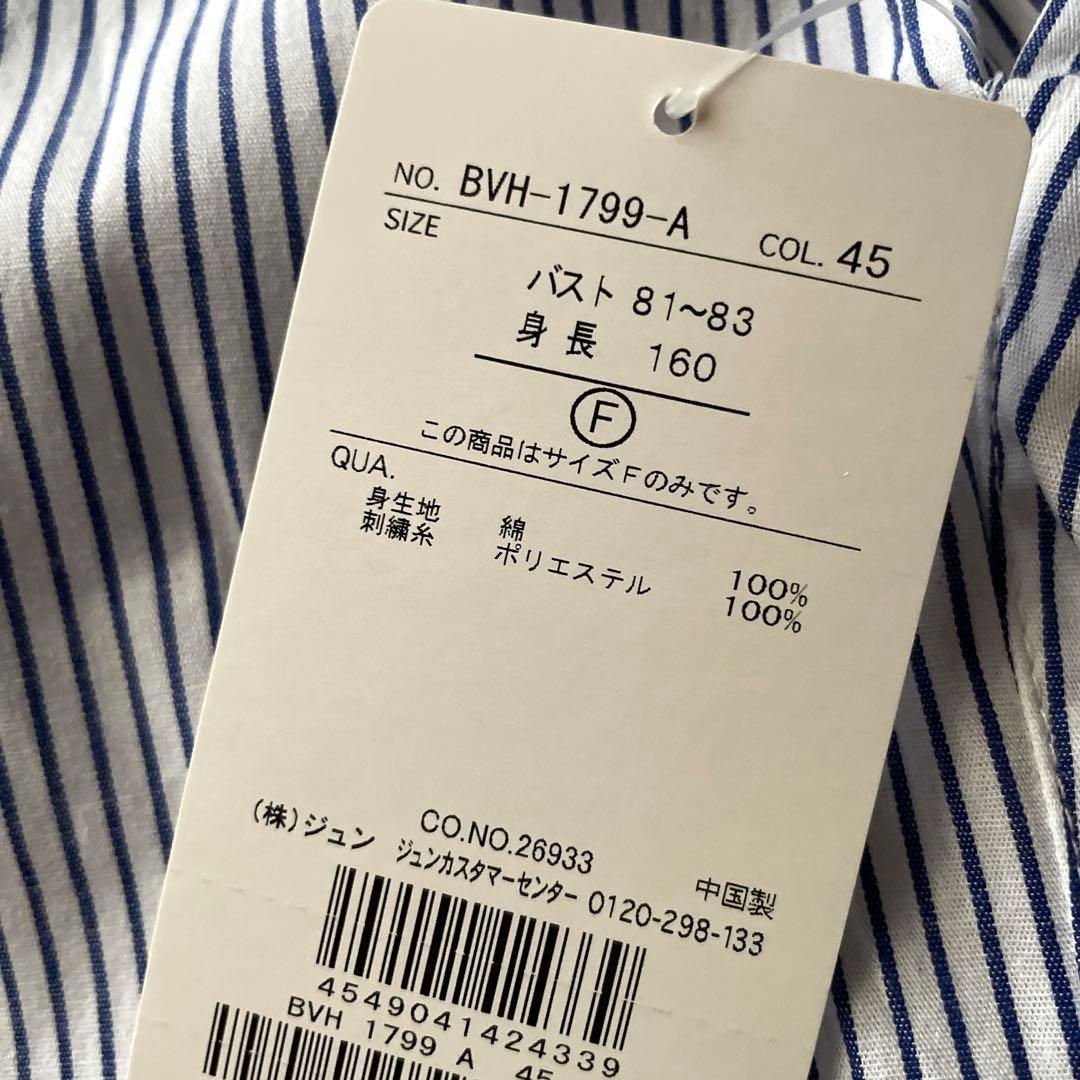 NO. BVH-1799-A COL. 45
SIZE
バスト 81~83
身長 160
F
この商品はサイズFのみです。
QUA.
身生地 綿 100%
刺繍糸 ポリエステル 100%
CO.NO.26933
(株)ジュン 中国製
ジュンカスタマーセンター 0120-298-133
4549041424339
BVH 1799 A 45